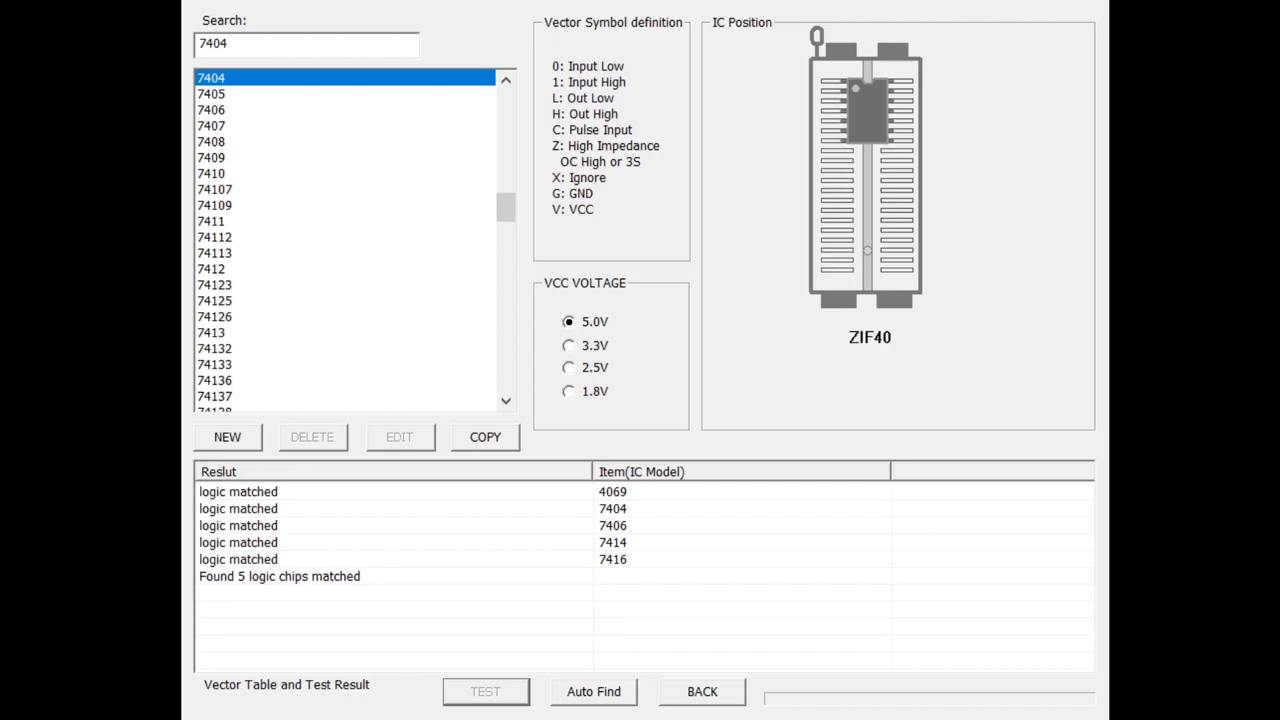 Search:
7404
7404
7405
7406
7407
7408
7409
7410
74107
74109
7411
74112
74113
7412
74123
74125
74126
7413
74132
74133
74136
74137
74138
NEW
DELETE
EDIT
COPY
Vector Symbol definition
0: Input Low
1: Input High
L: Out Low
H: Out High
C: Pulse Input
Z: High Impedance
OC High or 3S
X: Ignore
G: GND
V: VCC
VCC VOLTAGE
5.0V
3.3V
2.5V
1.8V
IC Position
ZIF40
Reslut Item(IC Model)
logic matched 4069
logic matched 7404
logic matched 7406
logic matched 7414
logic matched 7416
Found 5 logic chips matched
Vector Table and Test Result
TEST
Auto Find
BACK